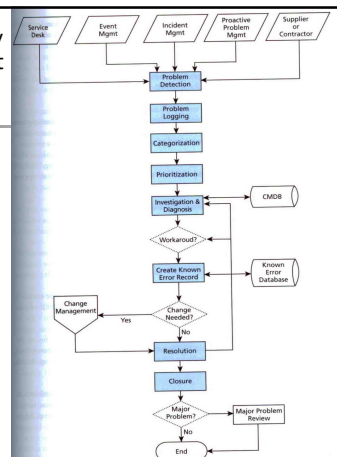 Service
Desk
Event
Mgmt
Incident
Mgmt
Proactive
Problem
Mgmt
Supplier
or
Contractor
Problem
Detection
Problem
Logging
Categorization
Prioritization
Investigation &
Diagnosis
CMDB
Workaroud?
Create Known
Error Record
Known
Error
Database
Change
Management
Yes
Change
Needed?
No
Resolution
Closure
Major
Problem?
Major Problem
Review
No
End